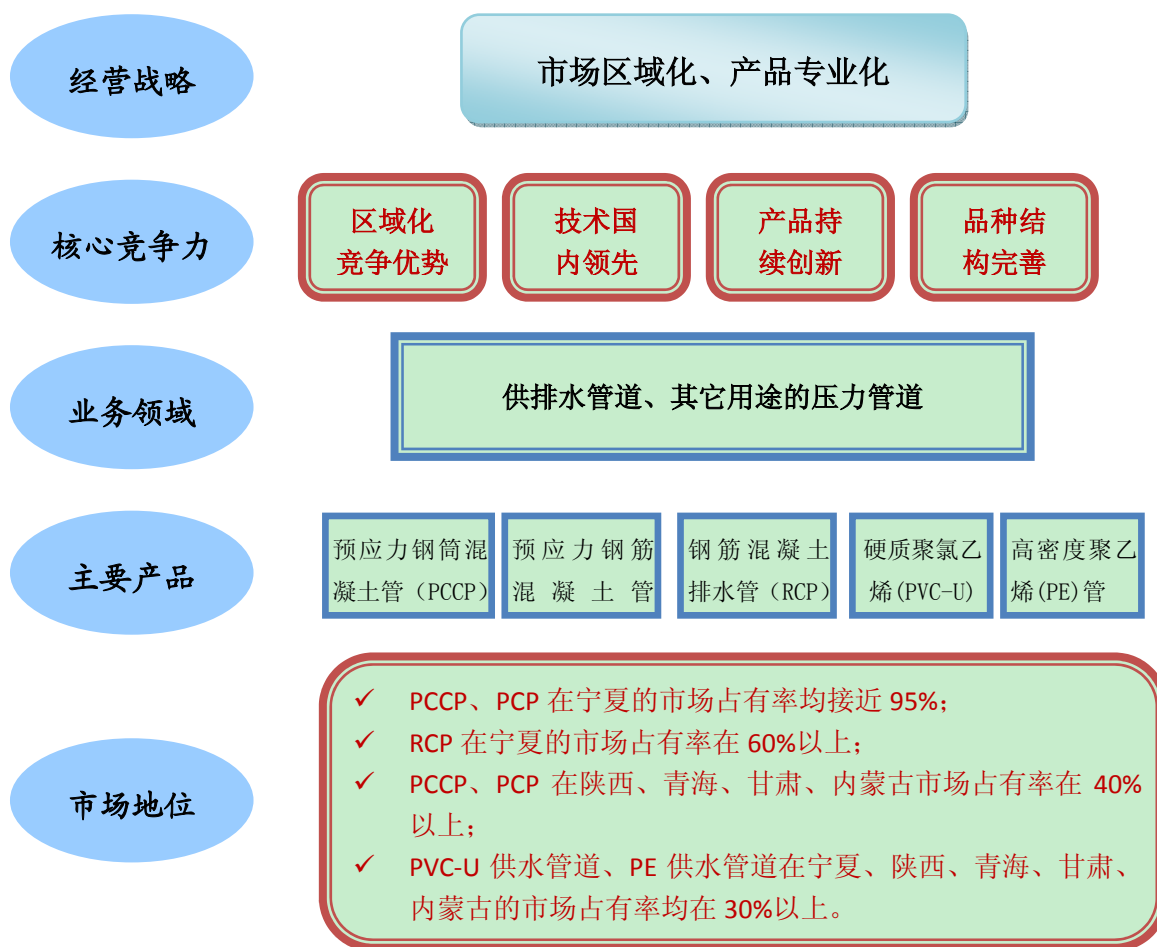 经营战略
市场区域化、产品专业化
核心竞争力
区域化
竞争优势
技术国
内领先
产品持
续创新
品种结
构完善
业务领域
供排水管道、其它用途的压力管道
主要产品
预应力钢筒混
凝土管（PCCP）
预应力钢筋
混凝土管
钢筋混凝土
排水管（RCP）
硬质聚氯乙
烯(PVC-U)
高密度聚乙
烯(PE)管
市场地位
✓ PCCP、PCP 在宁夏的市场占有率均接近 95%；
✓ RCP 在宁夏的市场占有率在 60%以上；
✓ PCCP、PCP 在陕西、青海、甘肃、内蒙古市场占有率在 40%
以上；
✓ PVC-U 供水管道、PE 供水管道在宁夏、陕西、青海、甘肃、
内蒙古的市场占有率均在 30%以上。